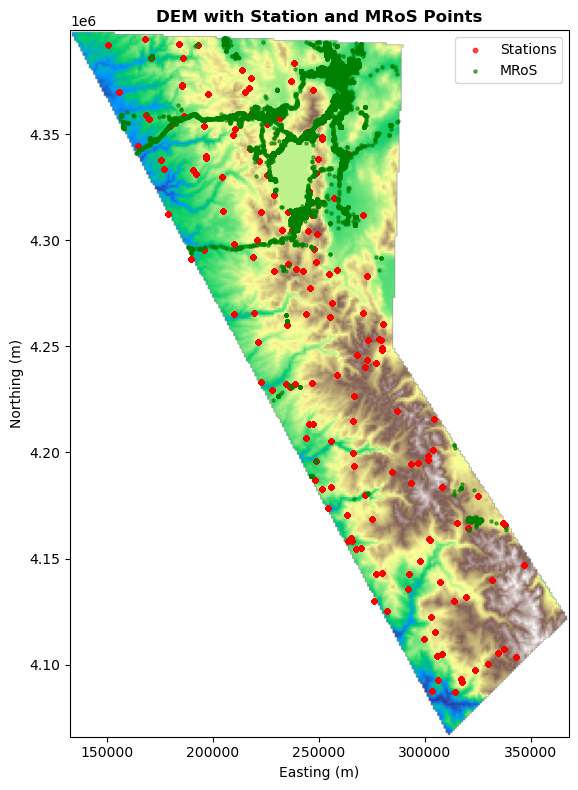 DEM with Station and MRoS Points
1e6
Stations
MRoS
4.35
4.30
4.25
4.20
4.15
4.10
Northing (m)
150000 200000 250000 300000 350000
Easting (m)